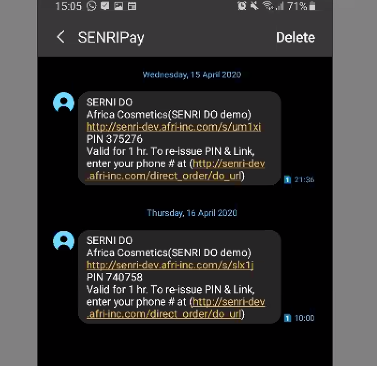 15:05 71%
SENRIPay Delete
Wednesday, 15 April 2020
SERNI DO
Africa Cosmetics(SENRI DO demo)
http://senri-dev.afri-inc.com/s/um1xi
PIN 375276
Valid for 1 hr. To re-issue PIN & Link,
enter your phone # at (http://senri-dev
.afri-inc.com/direct_order/do_url)
1 21:36
Thursday, 16 April 2020
SERNI DO
Africa Cosmetics(SENRI DO demo)
http://senri-dev.afri-inc.com/s/slx1j
PIN 740758
Valid for 1 hr. To re-issue PIN & Link,
enter your phone # at (http://senri-dev
.afri-inc.com/direct_order/do_url)
1 10:00